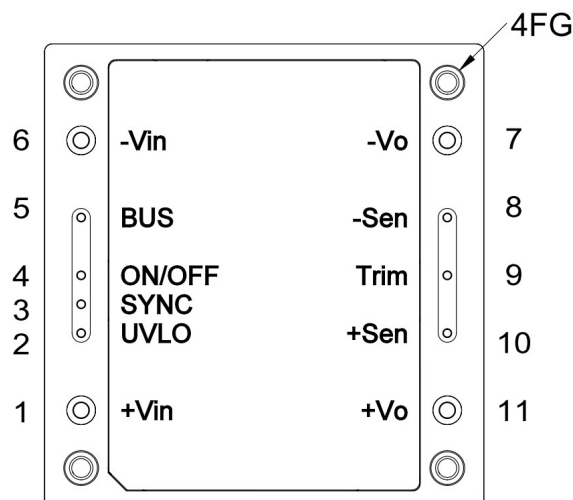 4FG
6 -Vin -Vo 7
5 BUS -Sen 8
4 ON/OFF Trim 9
3 SYNC
2 UVLO +Sen 10
1 +Vin +Vo 11